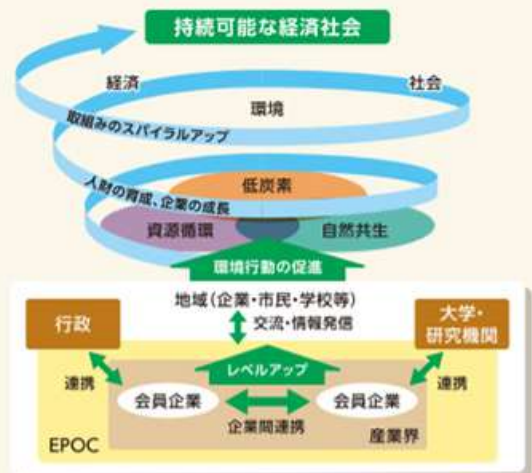 持続可能な経済社会
経済
社会
環境
取組みのスパイラルアップ
人財の育成、企業の成長
低炭素
資源循環
自然共生
環境行動の促進
地域(企業・市民・学校等)
行政
交流・情報発信
大学・
研究機関
レベルアップ
連携
会員企業
会員企業
連携
企業間連携
産業界
EPOC